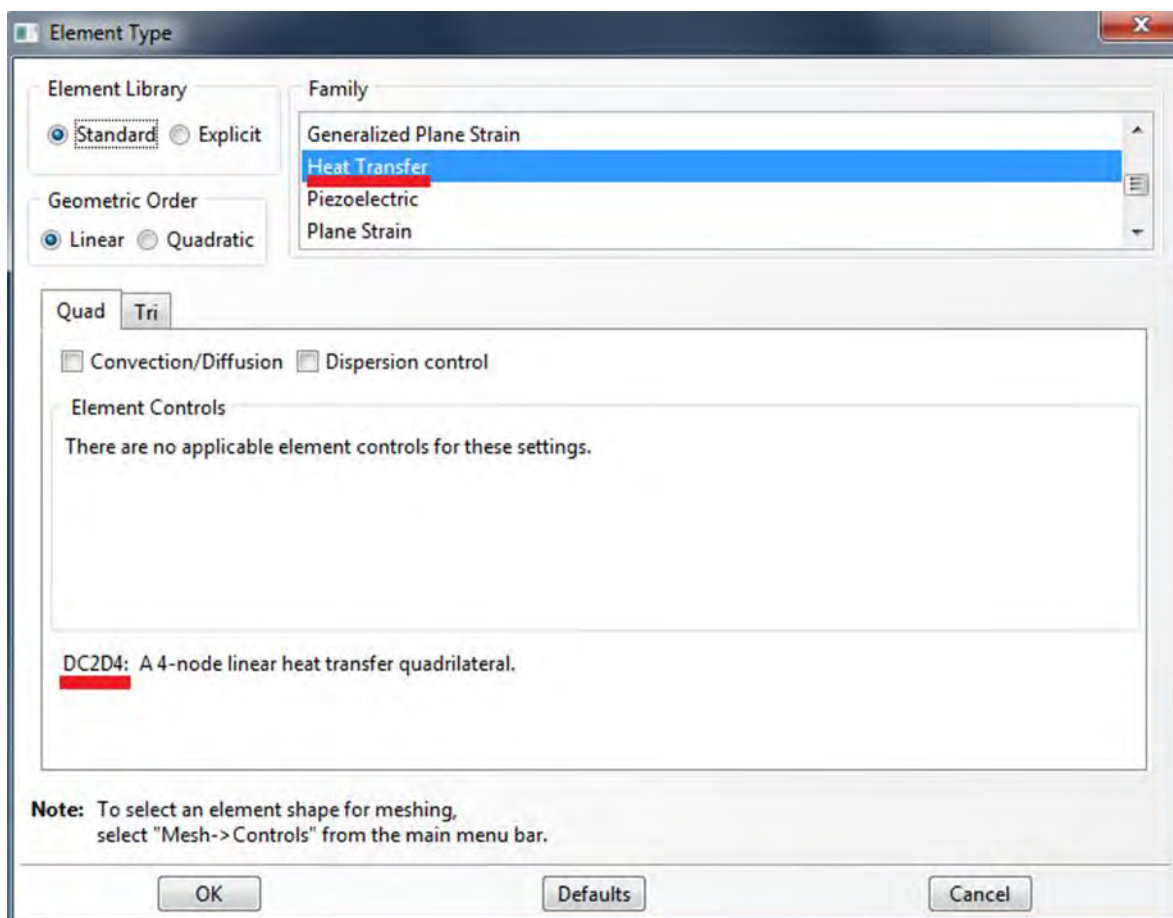 Element Type
Element Library
Standard Explicit
Family
Generalized Plane Strain
Heat Transfer
Piezoelectric
Plane Strain
Geometric Order
Linear Quadratic
Quad Tri
Convection/Diffusion Dispersion control
Element Controls
There are no applicable element controls for these settings.
DC2D4: A 4-node linear heat transfer quadrilateral.
Note: To select an element shape for meshing,
select "Mesh->Controls" from the main menu bar.
OK Defaults Cancel